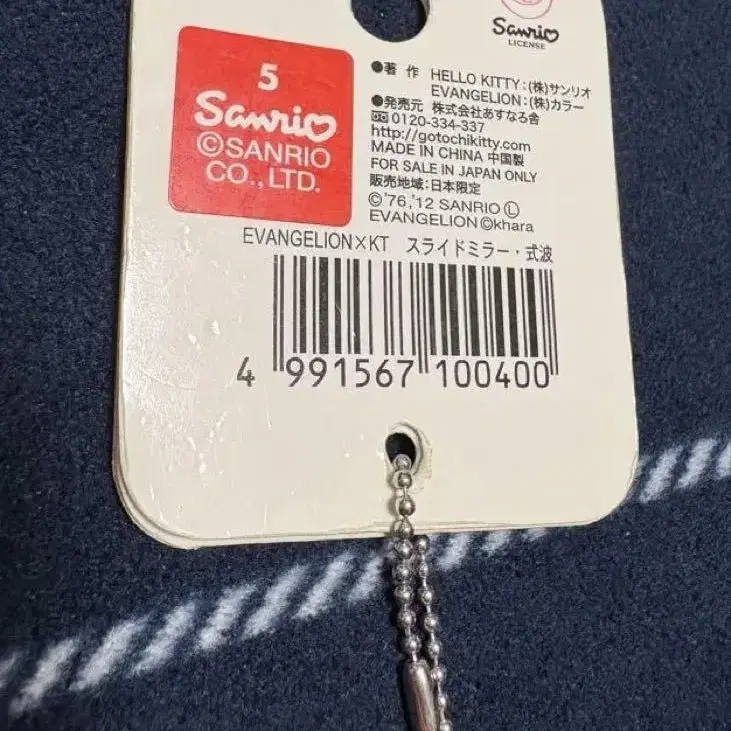 Sanrio
LICENSE
5
Sanrio
©SANRIO
CO.,LTD.
●著 作 HELLO KITTY:(株)サンリオ
EVANGELION:(株)カラー
●発売元 株式会社あすなろ舎
0120-334-337
http://gotochikitty.com
MADE IN CHINA 中国製
FOR SALE IN JAPAN ONLY
販売地域:日本限定
©'76,'12 SANRIO Ⓛ
EVANGELION©khara
EVANGELION×KT スライドミラー・式波
4 991567 100400